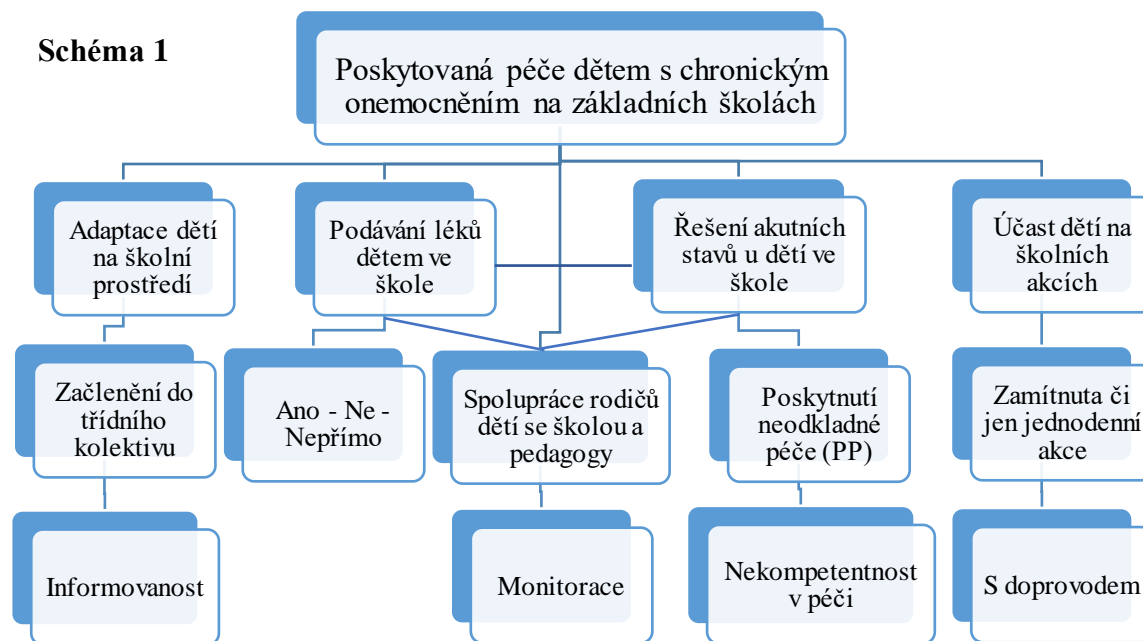 Schéma 1
Poskytovaná péče dětem s chronickým
onemocněním na základních školách
Adaptace dětí
na školní
prostředí
Podávání léků
dětem ve
škole
Řešení akutních
stavů u dětí ve
škole
Účast dětí na
školních
akcích
Začlenění do
třídního
kolektivu
Ano - Ne -
Nepřímo
Spolupráce rodičů
dětí se školou a
pedagogy
Poskytnutí
neodkladné
péče (PP)
Zamítnuta či
jen jednodenní
akce
Informovanost
Monitorace
Nekompetentnost
v péči
S doprovodem